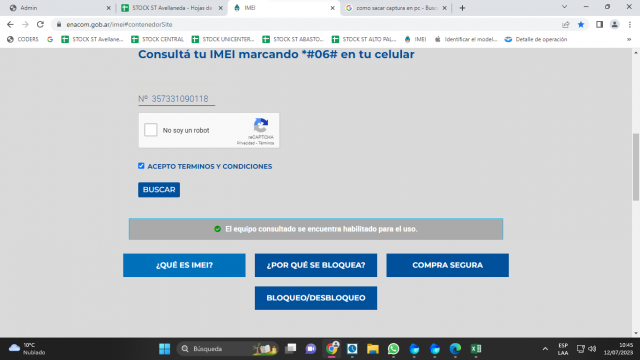 Admin
STOCK ST Avellaneda - Hojas de
IMEI
como sacar captura en pc - Bus
enacom.gob.ar/imei#contenedorSite
CODERS
STOCK ST Avellane...
STOCK CENTRAL
STOCK UNICENTER...
STOCK ST ABASTO...
STOCK ST ALTO PAL...
IMEI
Identificar el model...
Detalle de operación
Consultá tu IMEI marcando *#06# en tu celular
Nº 357331090118
No soy un robot
reCAPTCHA
Privacidad - Términos
ACEPTO TERMINOS Y CONDICIONES
BUSCAR
El equipo consultado se encuentra habilitado para el uso.
¿QUÉ ES IMEI?
¿POR QUÉ SE BLOQUEA?
COMPRA SEGURA
BLOQUEO/DESBLOQUEO
10°C
Nublado
Búsqueda
ESP
LAA
10:45
12/07/2023